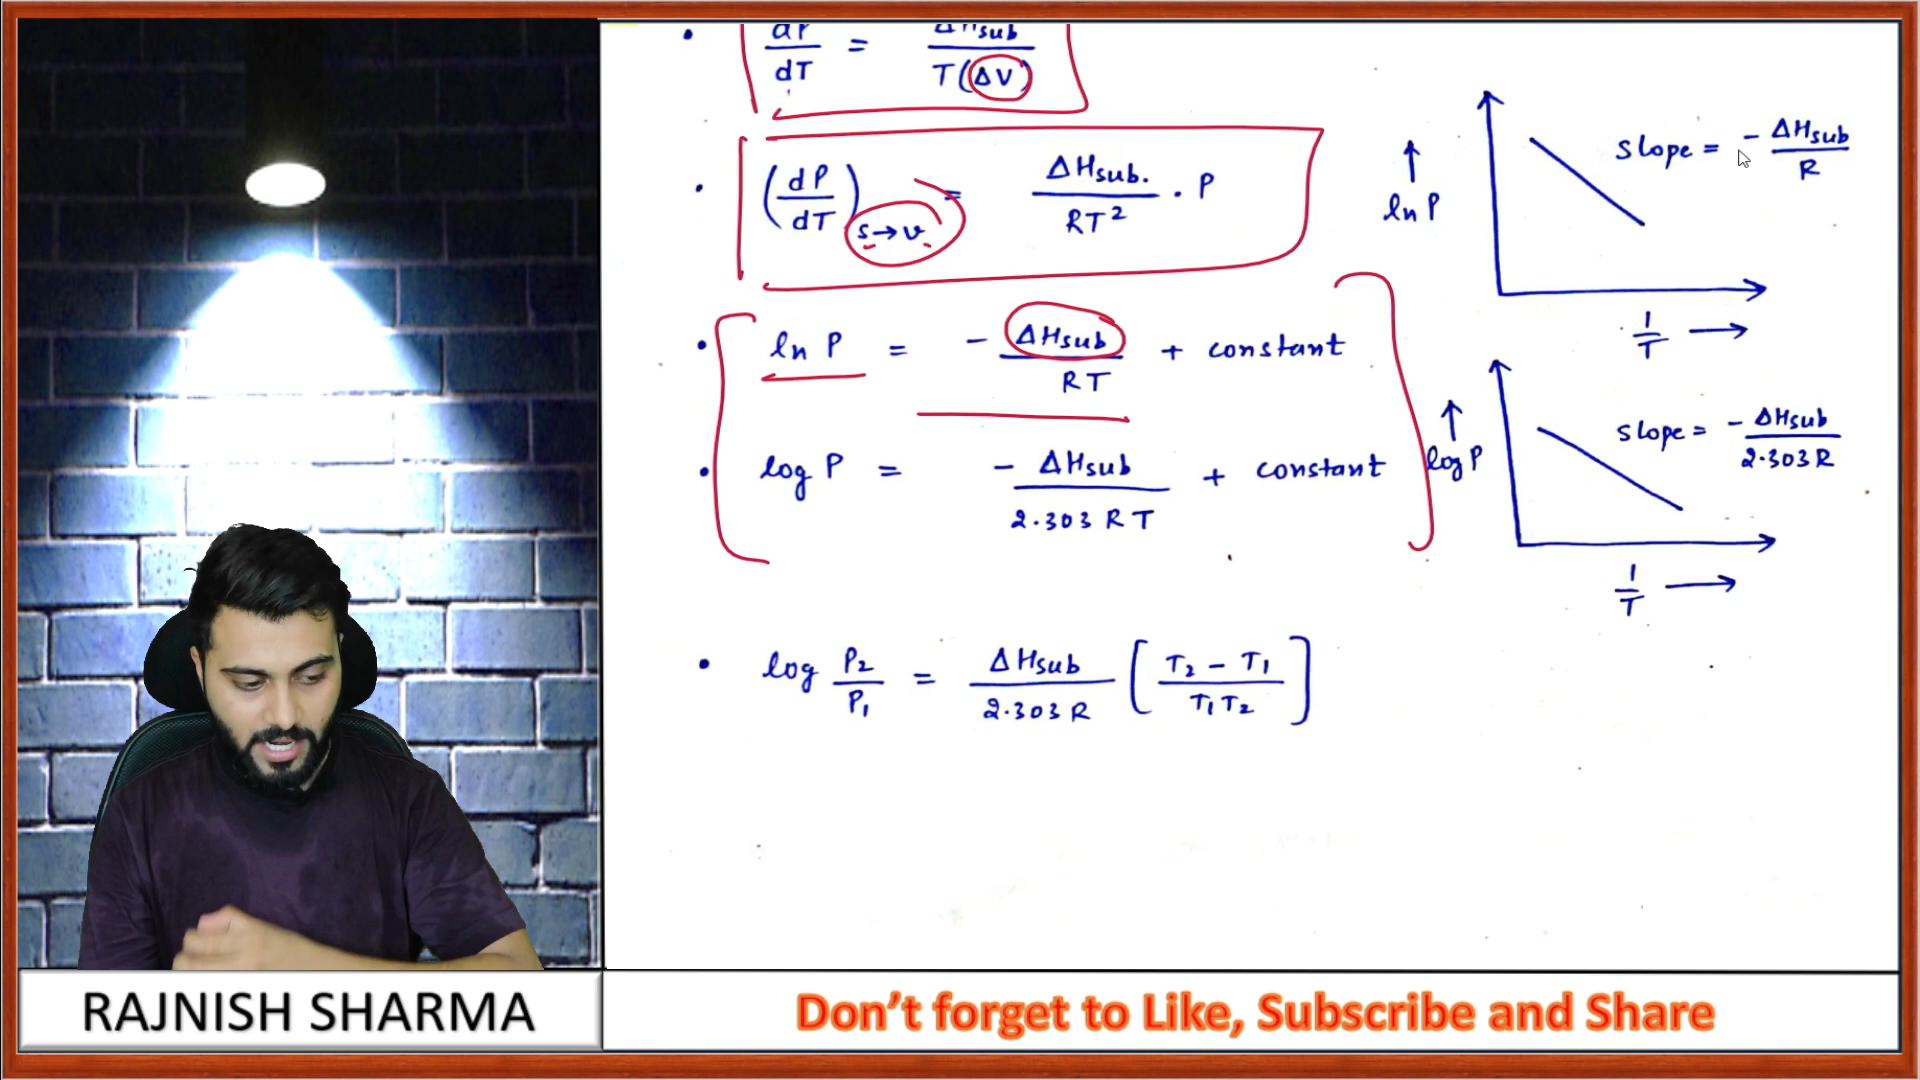 • dP/dT = ΔHsub / T(ΔV)
• (dP/dT) s→v = ΔHsub. / RT² . P
• ln P = - ΔHsub / RT + constant
• log P = - ΔHsub / 2.303 RT + constant
• log P₂/P₁ = ΔHsub / 2.303 R [ T₂ - T₁ / T₁T₂ ]
slope = - ΔHsub / R
↑
ln P
1/T →
slope = - ΔHsub / 2.303 R
↑
log P
1/T →
RAJNISH SHARMA
Don't forget to Like, Subscribe and Share